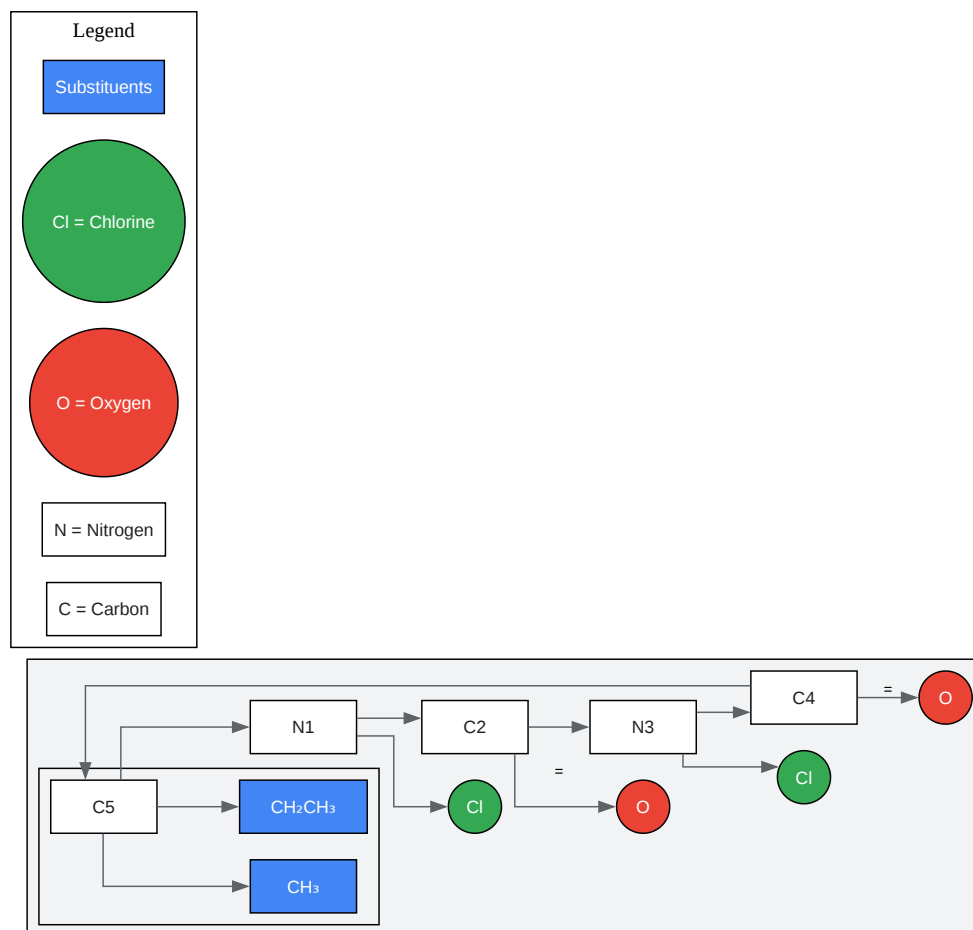 Legend
Substituents
Cl = Chlorine
O = Oxygen
N = Nitrogen
C = Carbon
C4
=
O
N1
C2
N3
=
Cl
C5
CH₂CH₃
Cl
O
CH₃